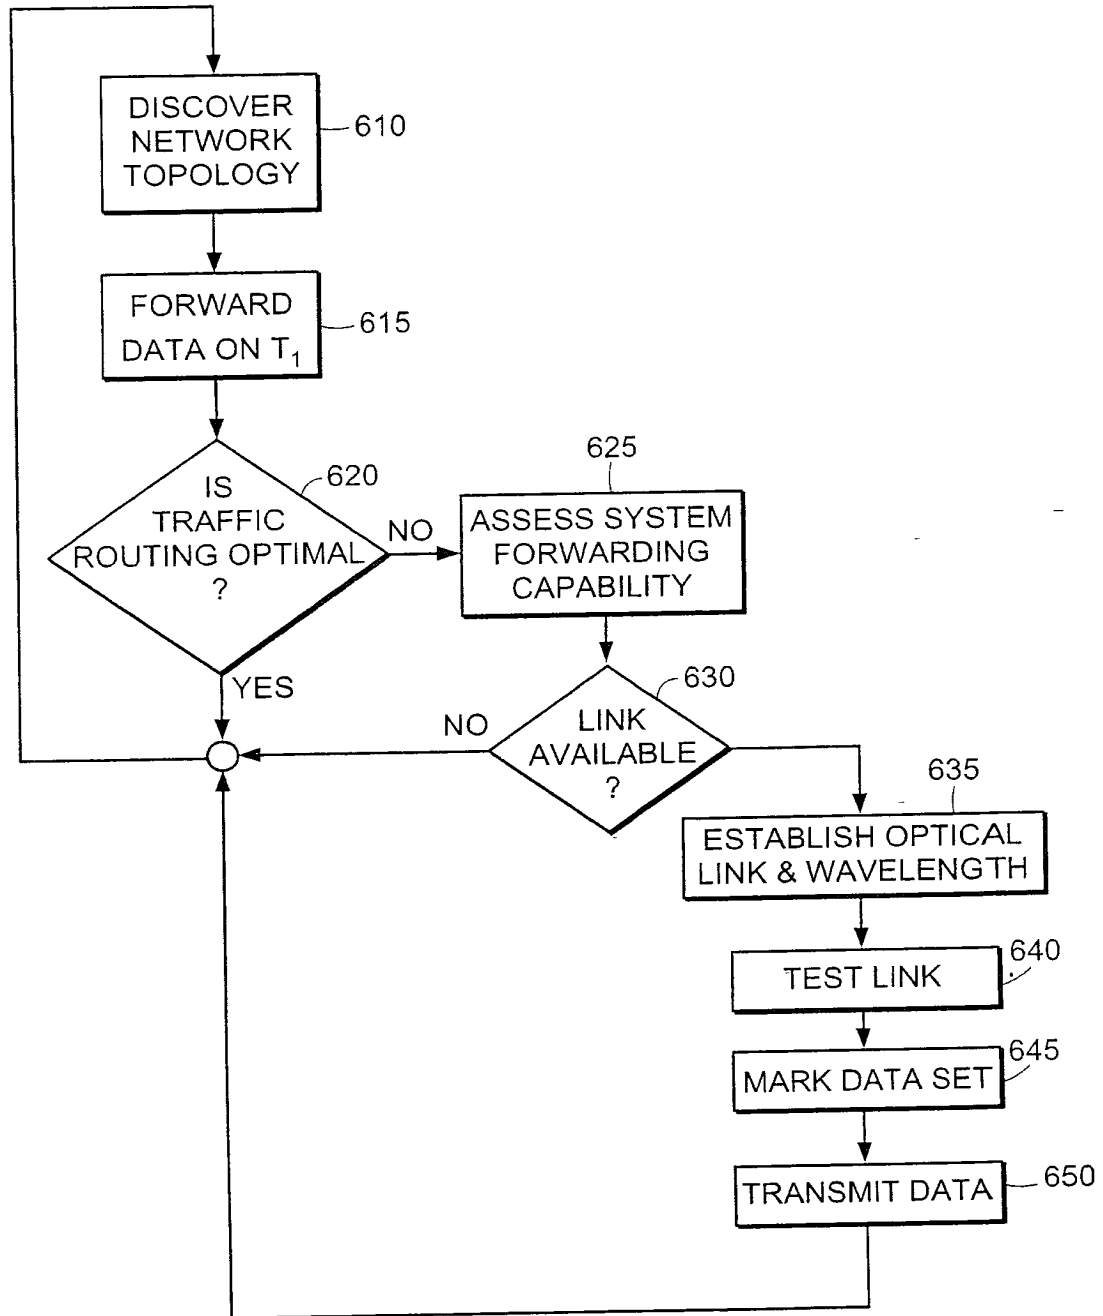 DISCOVER
NETWORK
TOPOLOGY
610
FORWARD
DATA ON T1
615
IS
TRAFFIC
ROUTING OPTIMAL
?
620
NO
YES
625
ASSESS SYSTEM
FORWARDING
CAPABILITY
LINK
AVAILABLE
?
630
NO
635
ESTABLISH OPTICAL
LINK & WAVELENGTH
TEST LINK
640
MARK DATA SET
645
TRANSMIT DATA
650